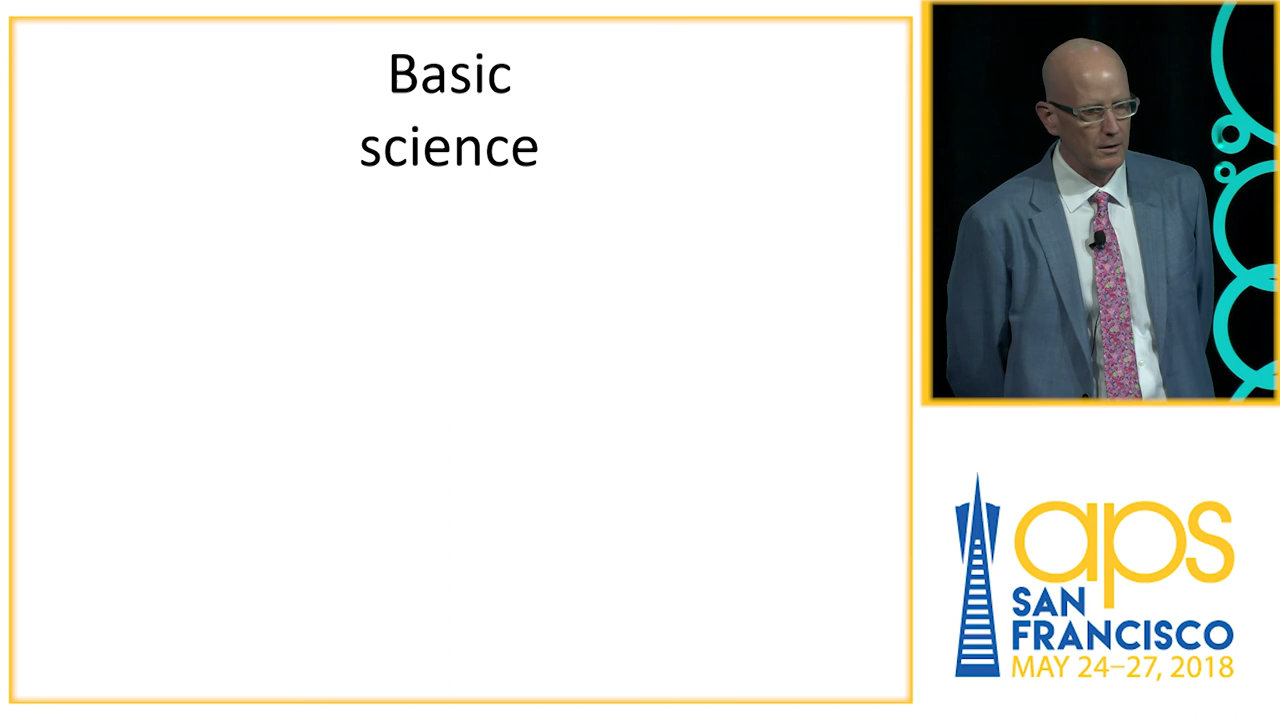 Basic
science
aps
SAN
FRANCISCO
MAY 24–27, 2018